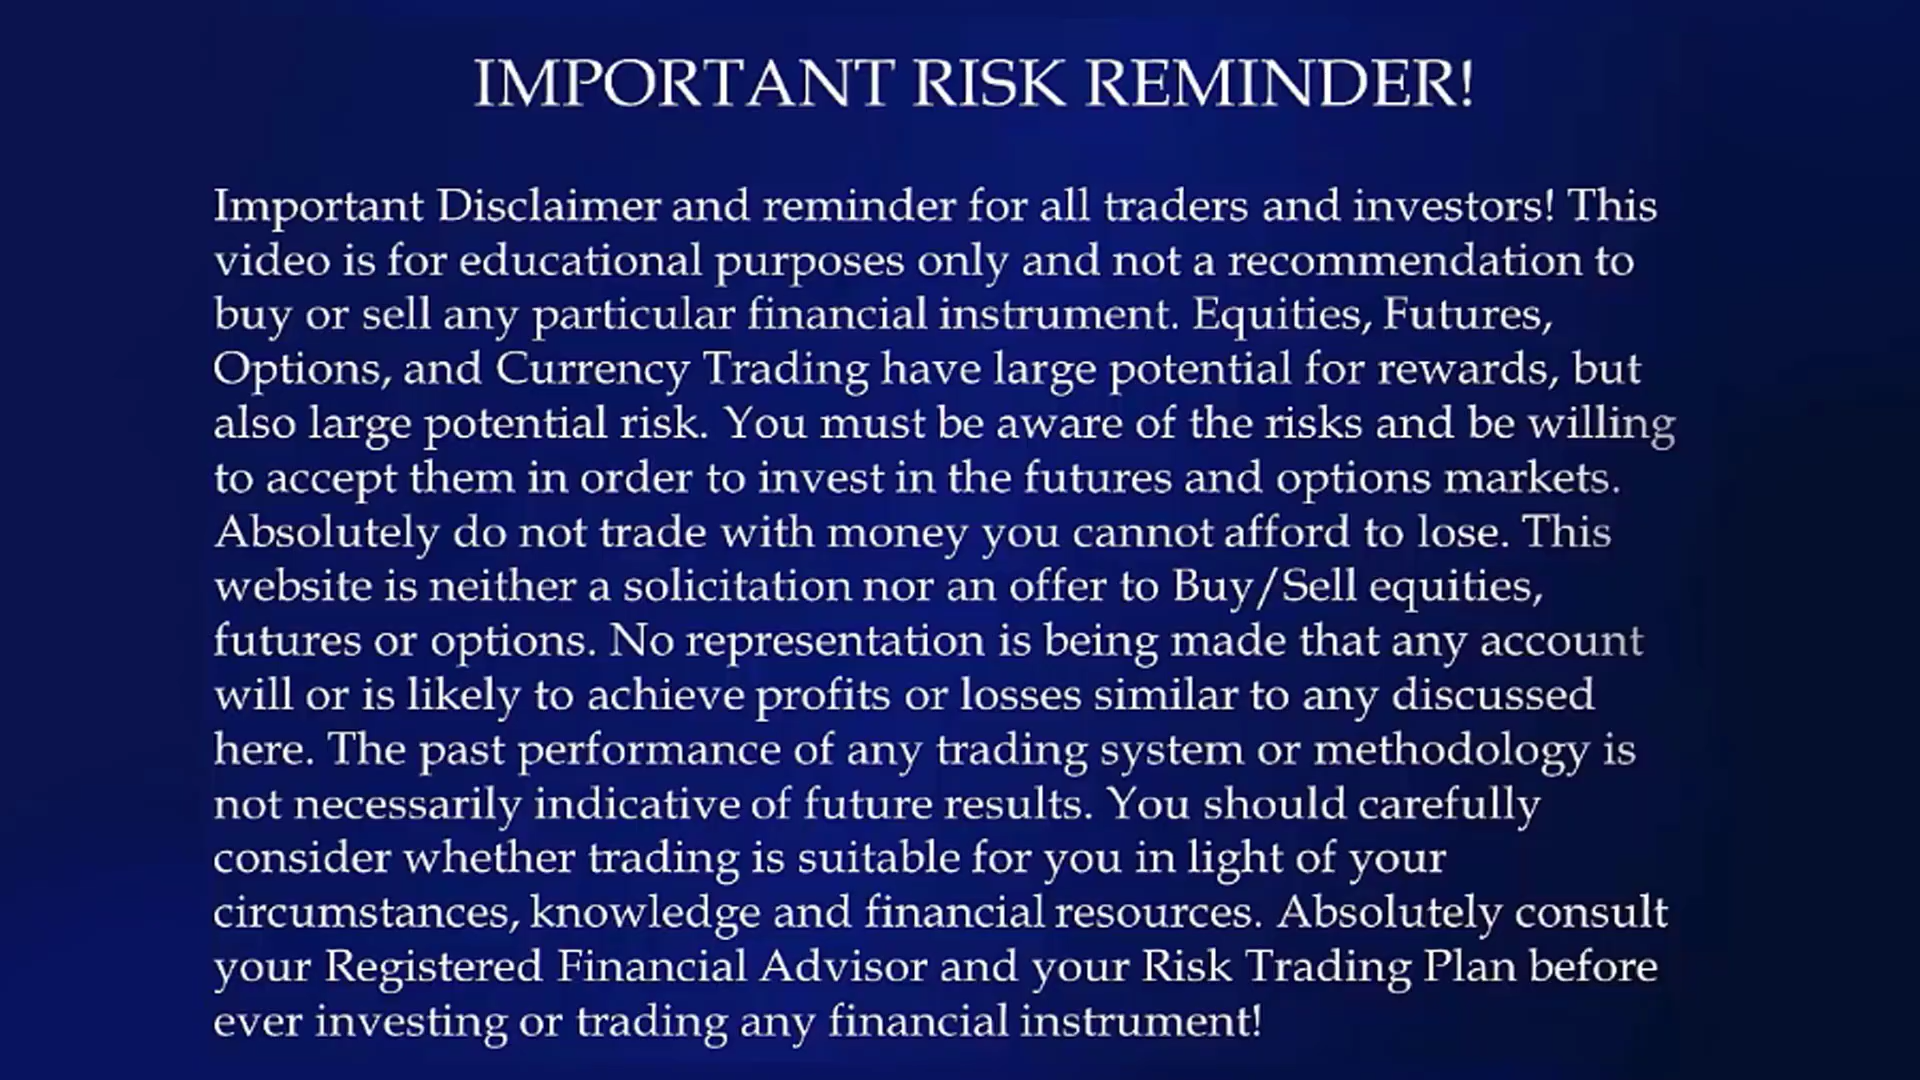 IMPORTANT RISK REMINDER!
Important Disclaimer and reminder for all traders and investors! This
video is for educational purposes only and not a recommendation to
buy or sell any particular financial instrument. Equities, Futures,
Options, and Currency Trading have large potential for rewards, but
also large potential risk. You must be aware of the risks and be willing
to accept them in order to invest in the futures and options markets.
Absolutely do not trade with money you cannot afford to lose. This
website is neither a solicitation nor an offer to Buy/Sell equities,
futures or options. No representation is being made that any account
will or is likely to achieve profits or losses similar to any discussed
here. The past performance of any trading system or methodology is
not necessarily indicative of future results. You should carefully
consider whether trading is suitable for you in light of your
circumstances, knowledge and financial resources. Absolutely consult
your Registered Financial Advisor and your Risk Trading Plan before
ever investing or trading any financial instrument!